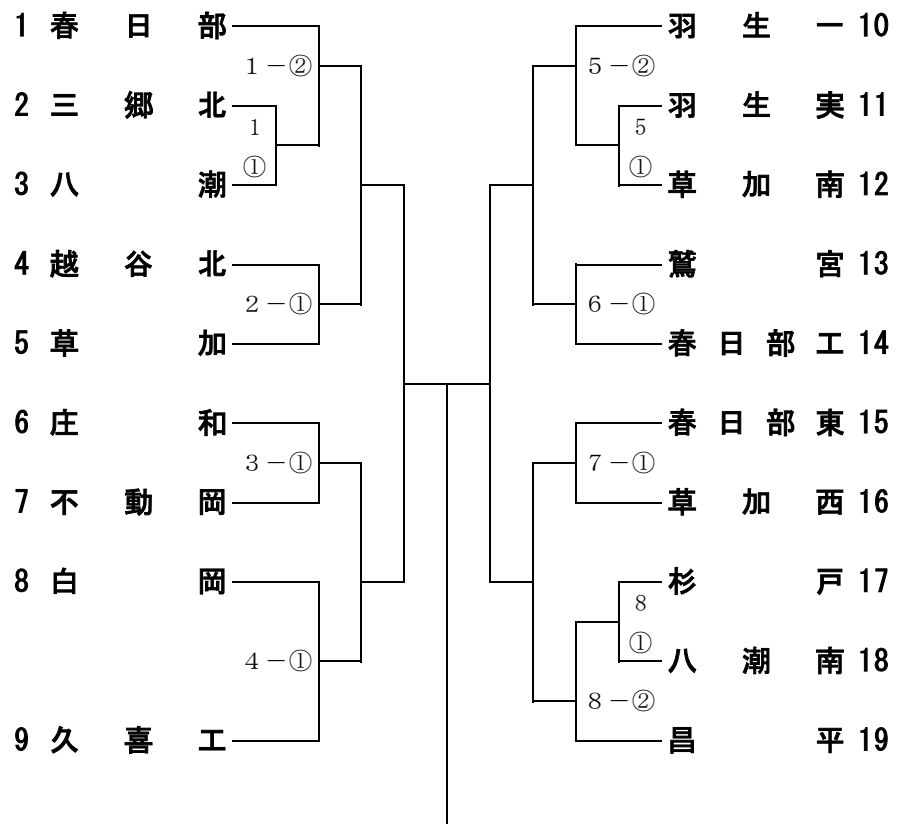 1 春日部
1－②
2 三郷北
1
①
3 八潮
4 越谷北
2－①
5 草加
6 庄和
3－①
7 不動岡
8 白岡
4－①
9 久喜工
羽生一 10
5－②
羽生実 11
5
①
草加南 12
鷲宮 13
6－①
春日部工 14
春日部東 15
7－①
草加西 16
杉戸 17
8
①
八潮南 18
8－②
昌平 19